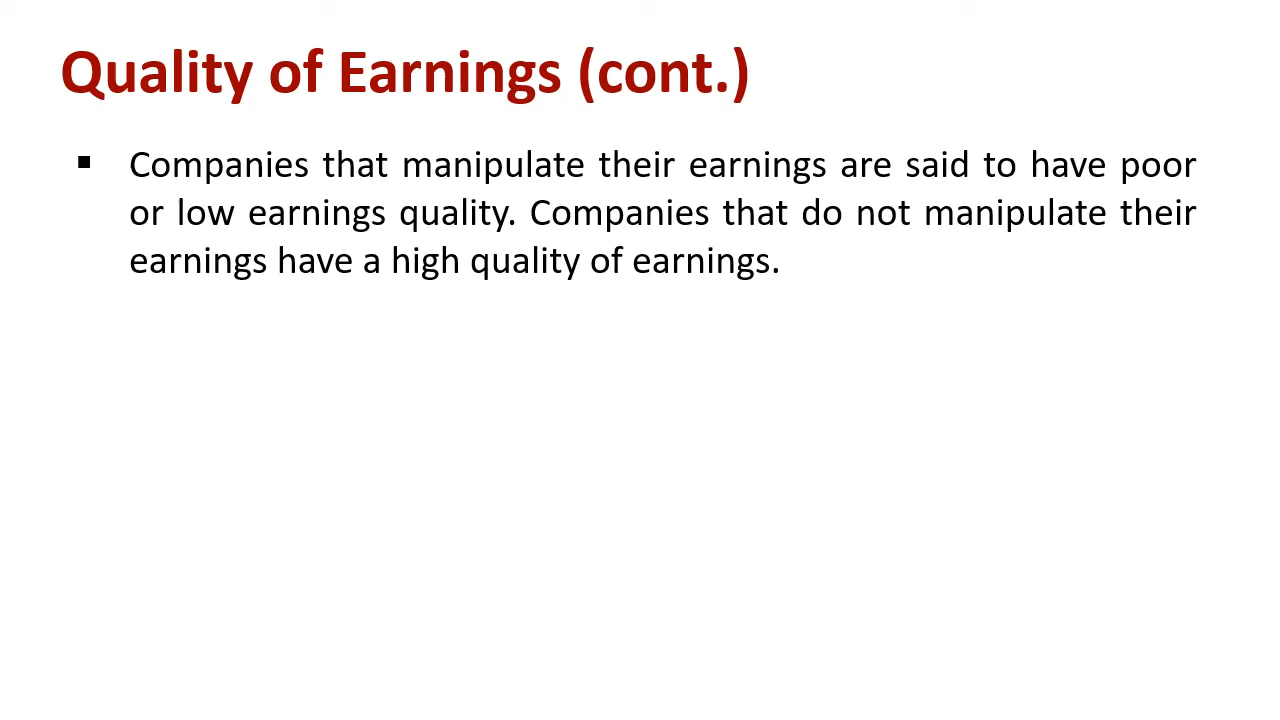 Quality of Earnings (cont.)
▪ Companies that manipulate their earnings are said to have poor
or low earnings quality. Companies that do not manipulate their
earnings have a high quality of earnings.